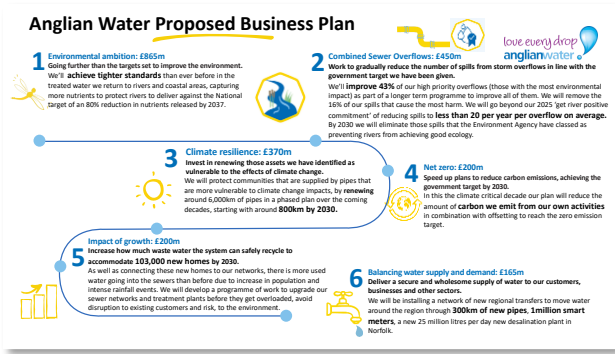 Anglian Water Proposed Business Plan
love every drop
anglianwater
1
Environmental ambition: £865m
Going further than the targets set to improve the environment.
We'll achieve tighter standards than ever before in the
treated water we return to rivers and coastal areas, capturing
more nutrients to protect rivers to deliver against the National
target of an 80% reduction in nutrients released by 2037.
2
Combined Sewer Overflows: £450m
Work to gradually reduce the number of spills from storm overflows in line with the
government target we have been given.
We'll improve 43% of our high priority overflows (those with the most environmental
impact) as part of a longer term programme to improve all of them. We will remove the
16% of our spills that cause the most harm. We will go beyond our 2025 'get river positive
commitment' of reducing spills to less than 20 per year per overflow on average.
By 2030 we will eliminate those spills that the Environment Agency have classed as
preventing rivers from achieving good ecology.
3
Climate resilience: £370m
Invest in renewing those assets we have identified as
vulnerable to the effects of climate change.
We will protect communities that are supplied by pipes that
are more vulnerable to climate change impacts, by renewing
around 6,000km of pipes in a phased plan over the coming
decades, starting with around 800km by 2030.
4
Net zero: £200m
Speed up plans to reduce carbon emissions, achieving the
government target by 2030.
In this the climate critical decade our plan will reduce the
amount of carbon we emit from our own activities
in combination with offsetting to reach the zero emission
target.
5
Impact of growth: £200m
Increase how much waste water the system can safely recycle to
accommodate 103,000 new homes by 2030.
As well as connecting these new homes to our networks, there is more used
water going into the sewers than before due to increase in population and
intense rainfall events. We will develop a programme of work to upgrade our
sewer networks and treatment plants before they get overloaded, avoid
disruption to existing customers and risk, to the environment.
6
Balancing water supply and demand: £165m
Deliver a secure and wholesome supply of water to our customers,
businesses and other sectors.
We will be installing a network of new regional transfers to move water
around the region through 300km of new pipes, 1million smart
meters, a new 25 million litres per day new desalination plant in
Norfolk.